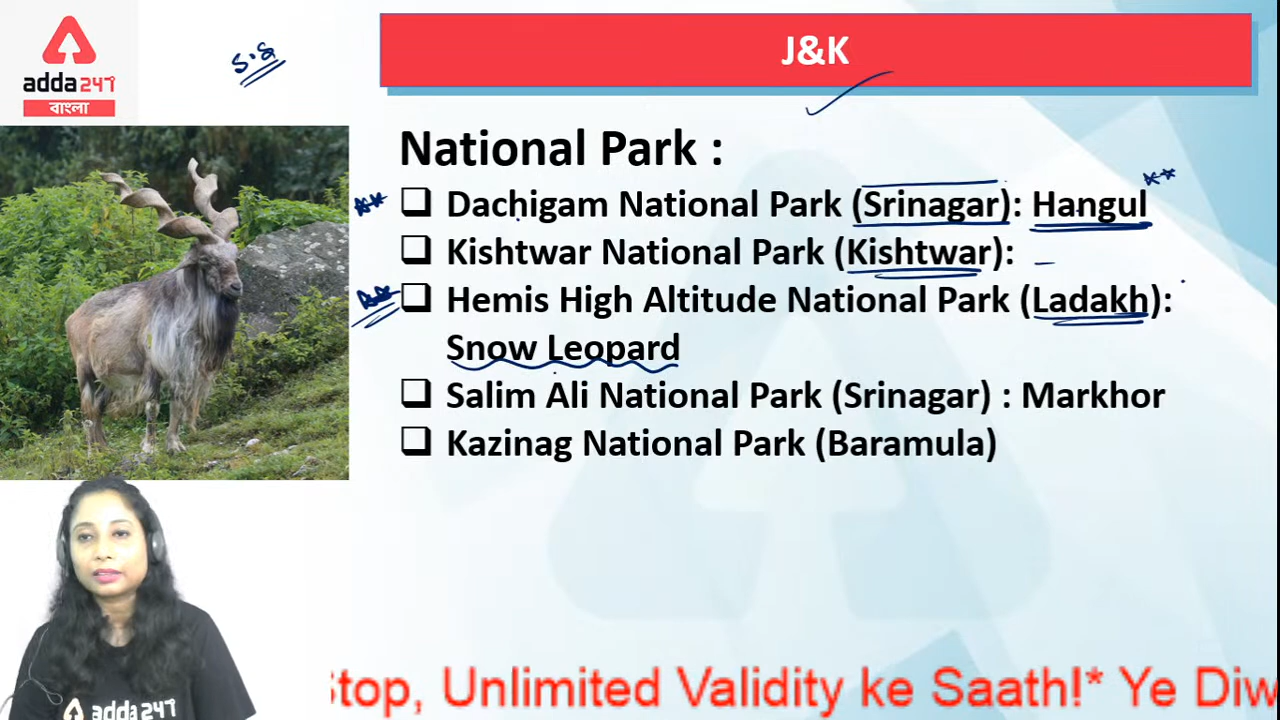 adda247
বাংলা
S.G
J&K
National Park :
Dachigam National Park (Srinagar): Hangul
Kishtwar National Park (Kishtwar):
Hemis High Altitude National Park (Ladakh):
Snow Leopard
Salim Ali National Park (Srinagar) : Markhor
Kazinag National Park (Baramula)
adda247
Stop, Unlimited Validity ke Saath!* Ye Diw